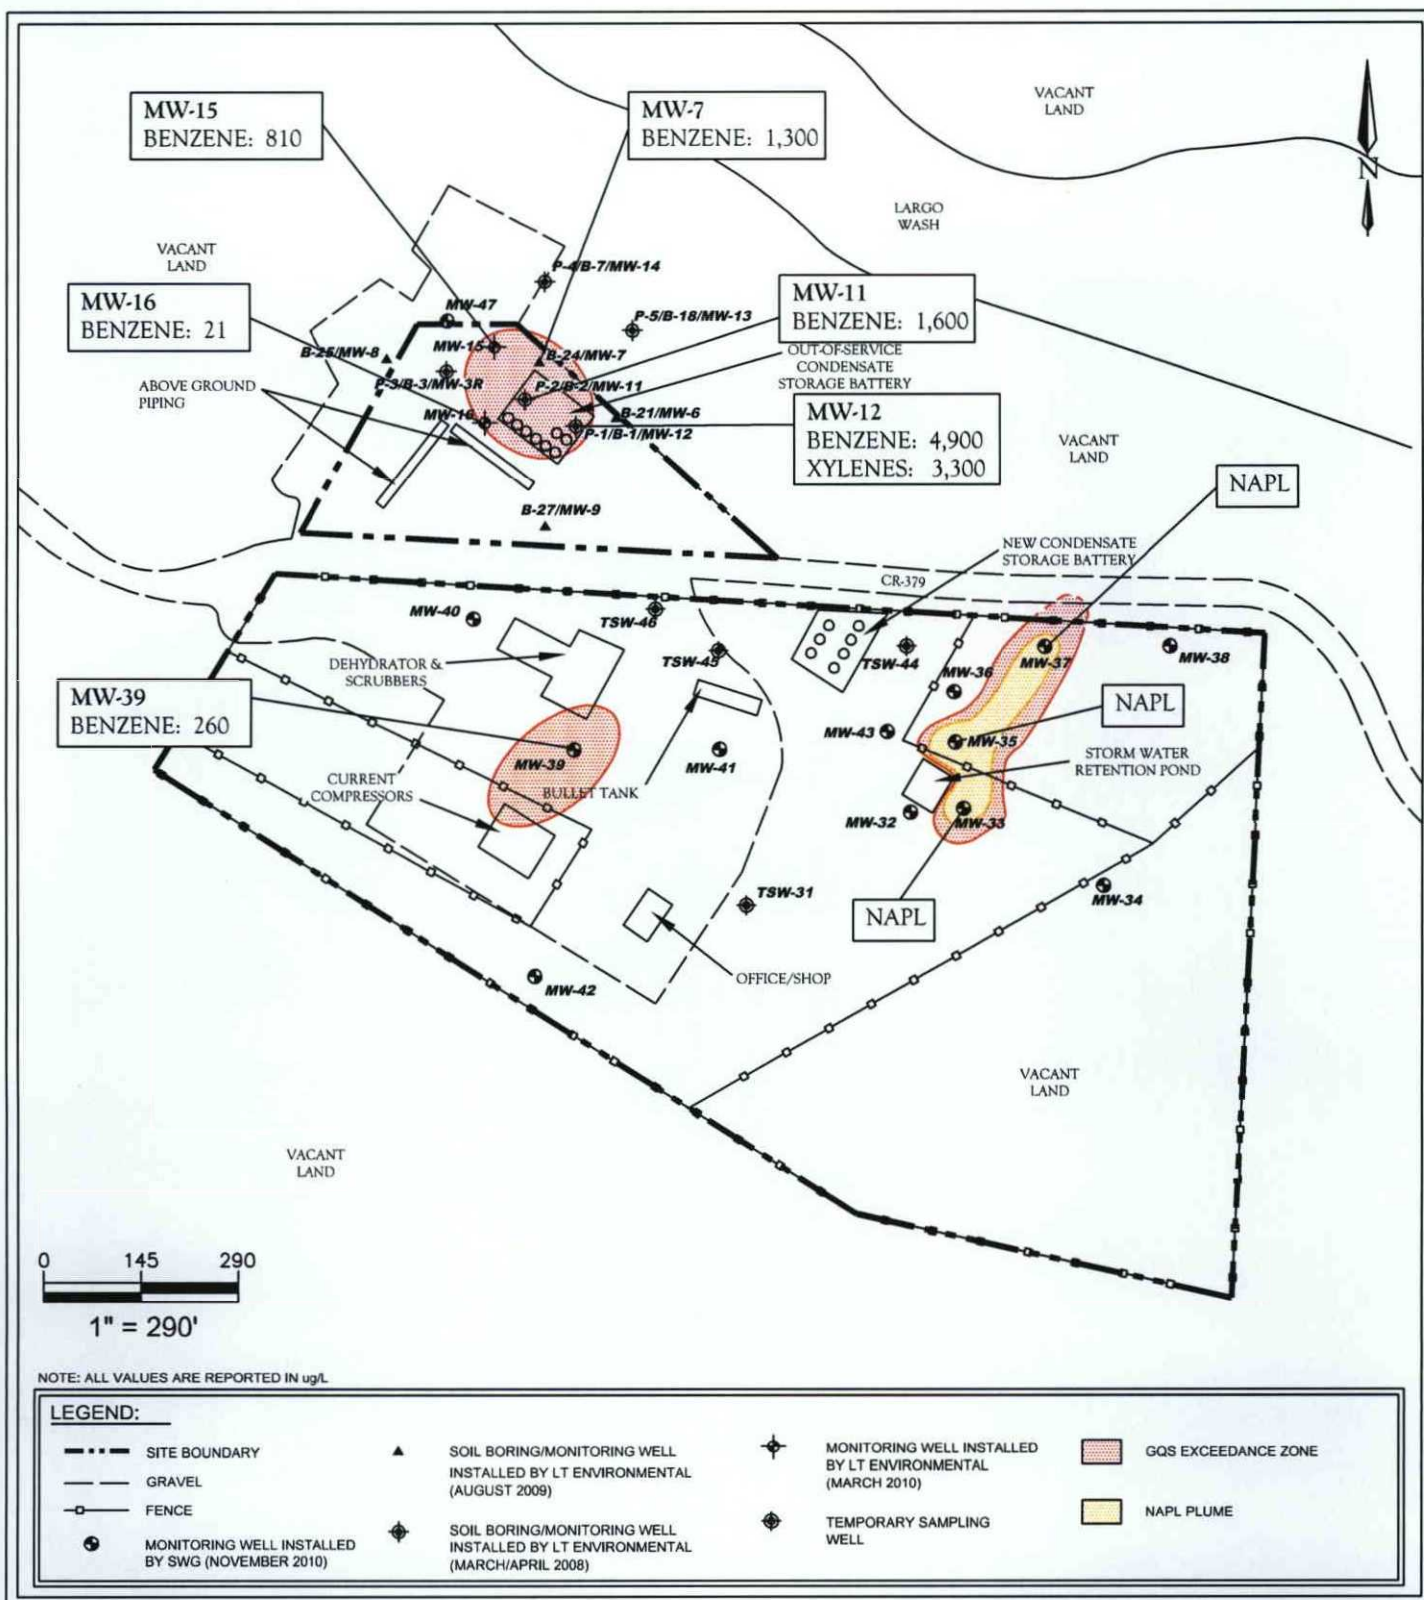 VACANT
LAND
MW-15
BENZENE: 810
MW-7
BENZENE: 1,300
N
LARGO
WASH
VACANT
LAND
P-4/B-7/MW-14
MW-16
BENZENE: 21
MW-47
MW-11
BENZENE: 1,600
P-5/B-18/MW-13
MW-15
B-25/MW-8
B-24/MW-7
OUT-OF-SERVICE
CONDENSATE
STORAGE BATTERY
P-3/B-3/MW-3R
P-2/B-2/MW-11
ABOVE GROUND
PIPING
MW-16
B-21/MW-6
P-1/B-1/MW-12
MW-12
BENZENE: 4,900
XYLENES: 3,300
VACANT
LAND
NAPL
B-27/MW-9
NEW CONDENSATE
STORAGE BATTERY
CR-379
MW-40
TSW-46
TSW-45
TSW-44
MW-36
MW-37
MW-38
DEHYDRATOR &
SCRUBBERS
MW-39
BENZENE: 260
NAPL
MW-43
MW-35
STORM WATER
RETENTION POND
MW-39
MW-41
CURRENT
COMPRESSORS
BULLET TANK
MW-32
MW-33
TSW-31
MW-34
NAPL
OFFICE/SHOP
MW-42
VACANT
LAND
VACANT
LAND
0 145 290
1" = 290'
NOTE: ALL VALUES ARE REPORTED IN ug/L
LEGEND:
SITE BOUNDARY
GRAVEL
FENCE
MONITORING WELL INSTALLED
BY SWG (NOVEMBER 2010)
SOIL BORING/MONITORING WELL
INSTALLED BY LT ENVIRONMENTAL
(AUGUST 2009)
SOIL BORING/MONITORING WELL
INSTALLED BY LT ENVIRONMENTAL
(MARCH/APRIL 2008)
MONITORING WELL INSTALLED
BY LT ENVIRONMENTAL
(MARCH 2010)
TEMPORARY SAMPLING
WELL
GQS EXCEEDANCE ZONE
NAPL PLUME